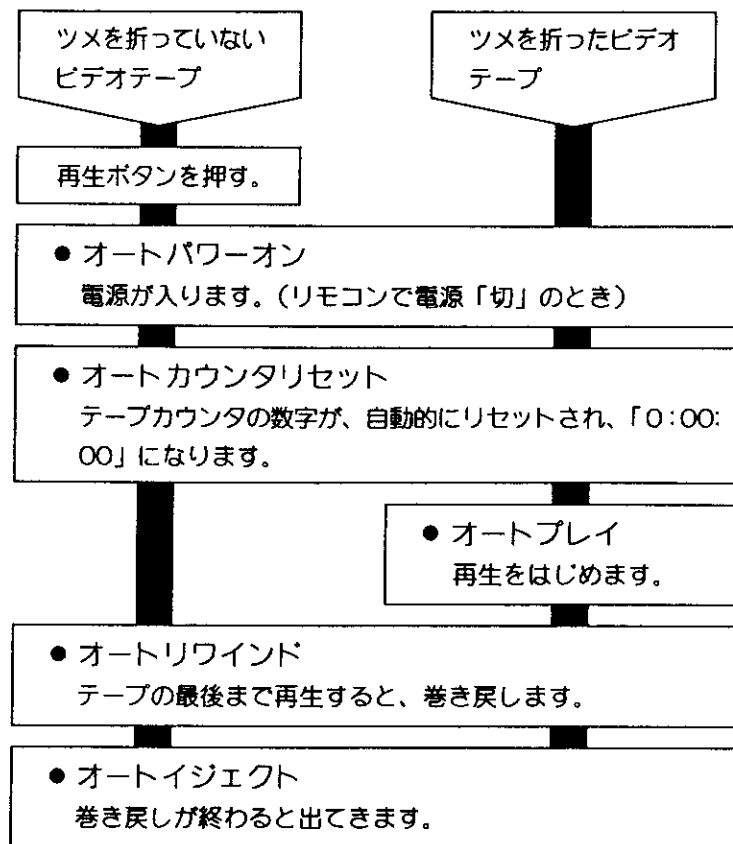 ツメを折っていない
ビデオテープ
ツメを折ったビデオ
テープ
再生ボタンを押す。
● オートパワーオン
電源が入ります。(リモコンで電源「切」のとき)
● オートカウンタリセット
テープカウンタの数字が、自動的にリセットされ、「0:00:
00」になります。
● オートプレイ
再生をはじめます。
● オートリワインド
テープの最後まで再生すると、巻き戻します。
● オートイジェクト
巻き戻しが終わると出てきます。